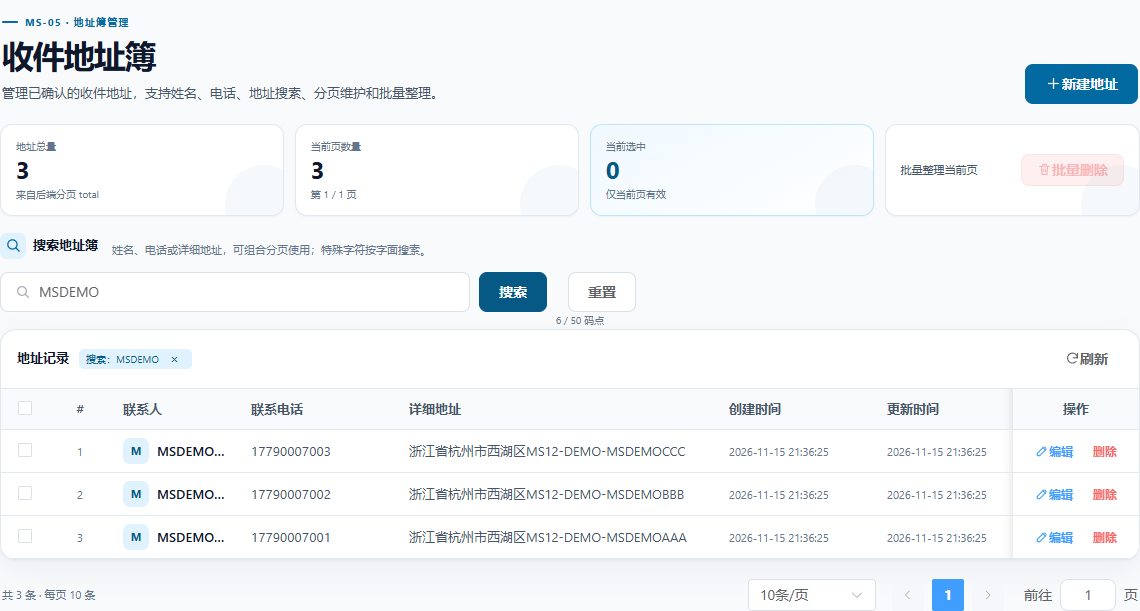 MS-05 · 地址簿管理
收件地址簿
管理已确认的收件地址，支持姓名、电话、地址搜索、分页维护和批量整理。
新建地址
地址总量
3
来自后端分页 total
当前页数量
3
第 1 / 1 页
当前选中
0
仅当前页有效
批量整理当前页
批量删除
搜索地址簿 姓名、电话或详细地址，可组合分页使用；特殊字符按字面搜索。
MSDEMO 搜索 重置
6 / 50 码点
地址记录 搜索：MSDEMO × 刷新
# 联系人 联系电话 详细地址 创建时间 更新时间 操作
1 M MSDEMO... 17790007003 浙江省杭州市西湖区MS12-DEMO-MSDEMOCCC 2026-11-15 21:36:25 2026-11-15 21:36:25 编辑 删除
2 M MSDEMO... 17790007002 浙江省杭州市西湖区MS12-DEMO-MSDEMOBBB 2026-11-15 21:36:25 2026-11-15 21:36:25 编辑 删除
3 M MSDEMO... 17790007001 浙江省杭州市西湖区MS12-DEMO-MSDEMOAAA 2026-11-15 21:36:25 2026-11-15 21:36:25 编辑 删除
共 3 条 · 每页 10 条 10条/页 1 前往 1 页